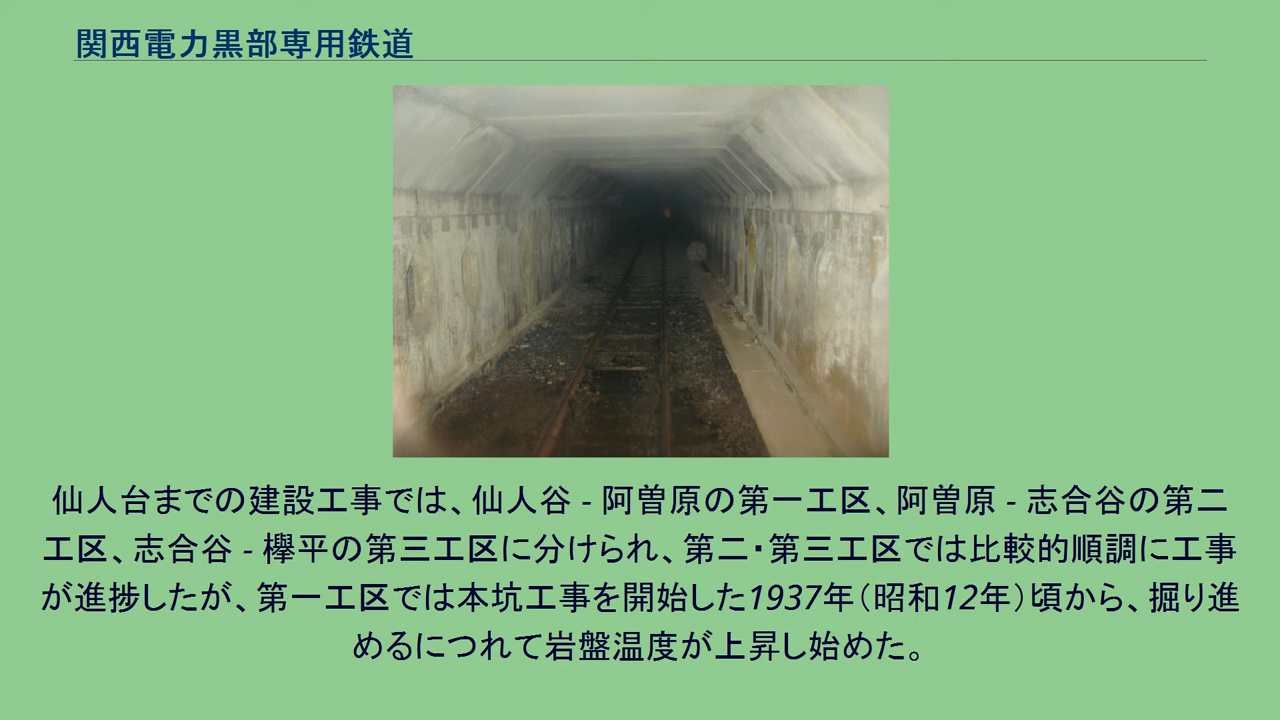 関西電力黒部専用鉄道
仙人台までの建設工事では、仙人谷 - 阿曽原の第一工区、阿曽原 - 志合谷の第二
工区、志合谷 - 欅平の第三工区に分けられ、第二・第三工区では比較的順調に工事
が進捗したが、第一工区では本坑工事を開始した1937年（昭和12年）頃から、掘り進
めるにつれて岩盤温度が上昇し始めた。